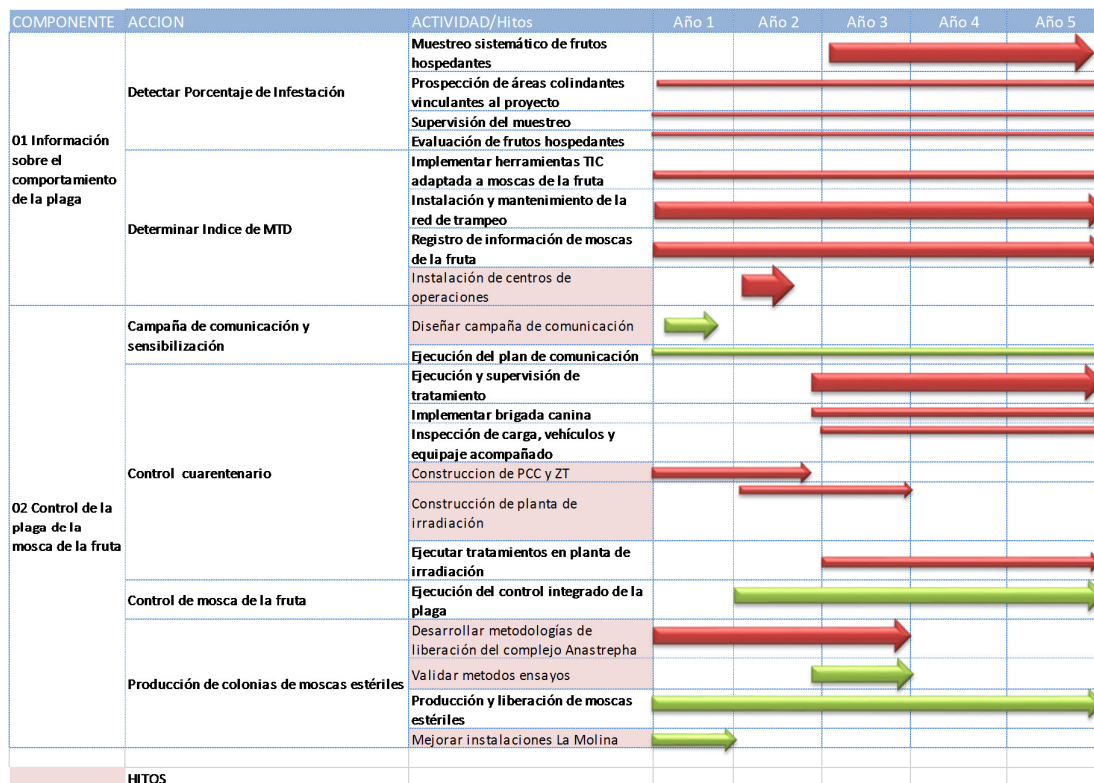 COMPONENTE ACCION ACTIVIDAD/Hitos Año 1 Año 2 Año 3 Año 4 Año 5
01 Información
sobre el
comportamiento
de la plaga
Detectar Porcentaje de Infestación
Muestreo sistemático de frutos
hospedantes
Prospección de áreas colindantes
vinculantes al proyecto
Supervisión del muestreo
Evaluación de frutos hospedantes
Determinar Indice de MTD
Implementar herramientas TIC
adaptada a moscas de la fruta
Instalación y mantenimiento de la
red de trampeo
Registro de información de moscas
de la fruta
Instalación de centros de
operaciones
02 Control de la
plaga de la
mosca de la fruta
Campaña de comunicación y
sensibilización
Diseñar campaña de comunicación
Ejecución del plan de comunicación
Control cuarentenario
Ejecución y supervisión de
tratamiento
Implementar brigada canina
Inspección de carga, vehículos y
equipaje acompañado
Construccion de PCC y ZT
Construcción de planta de
irradiación
Ejecutar tratamientos en planta de
irradiación
Control de mosca de la fruta
Ejecución del control integrado de la
plaga
Producción de colonias de moscas estériles
Desarrollar metodologías de
liberación del complejo Anastrepha
Validar metodos ensayos
Producción y liberación de moscas
estériles
Mejorar instalaciones La Molina
HITOS